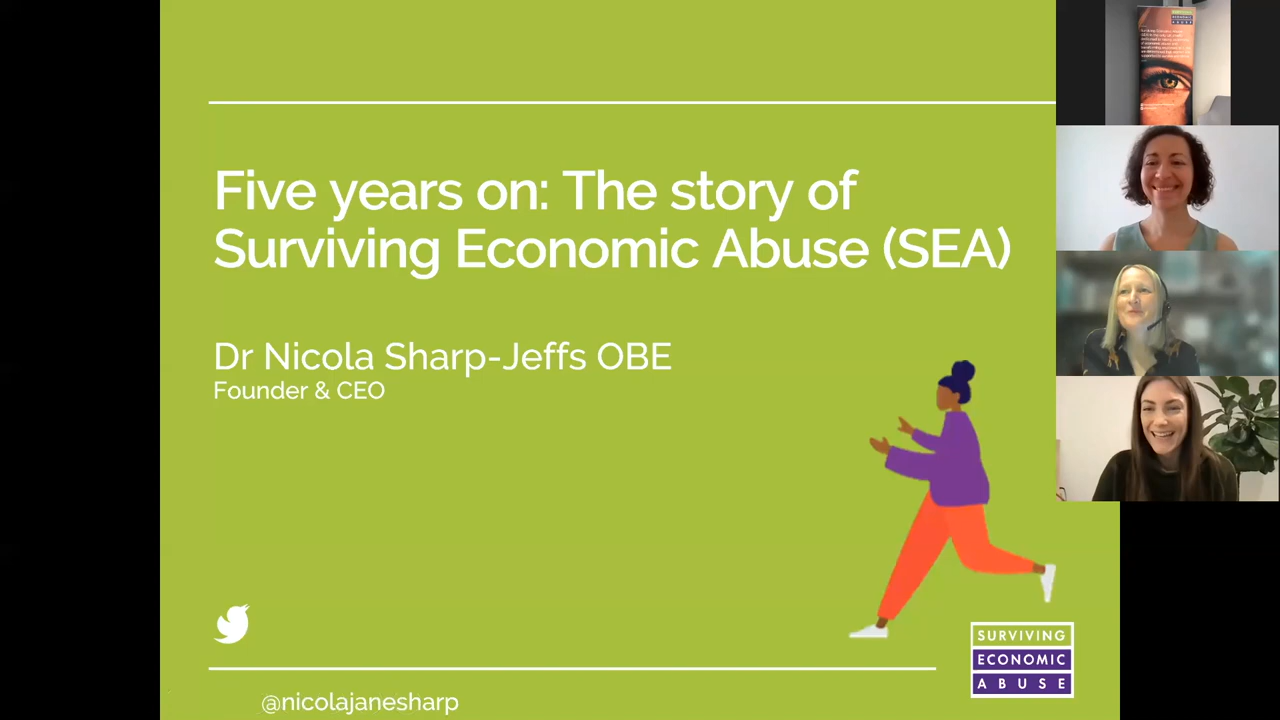 Five years on: The story of
Surviving Economic Abuse (SEA)
Dr Nicola Sharp-Jeffs OBE
Founder & CEO
@nicolajanesharp
SURVIVING
ECONOMIC
ABUSE